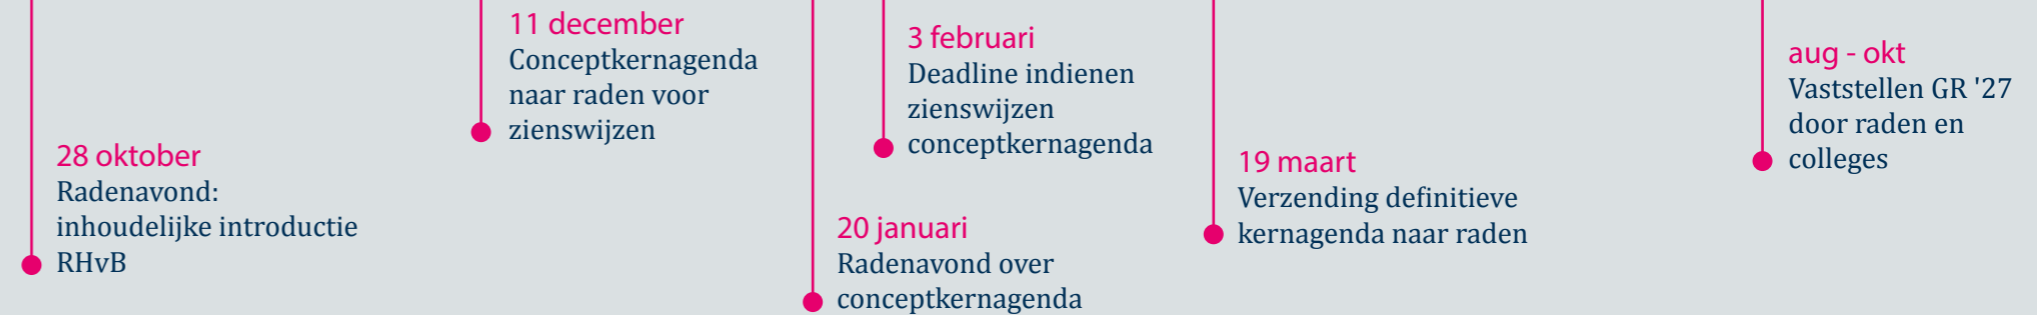 28 oktober
Radenavond:
inhoudelijke introductie
RHvB
11 december
Conceptkernagenda
naar raden voor
zienswijzen
20 januari
Radenavond over
conceptkernagenda
3 februari
Deadline indienen
zienswijzen
conceptkernagenda
19 maart
Verzending definitieve
kernagenda naar raden
aug - okt
Vaststellen GR '27
door raden en
colleges